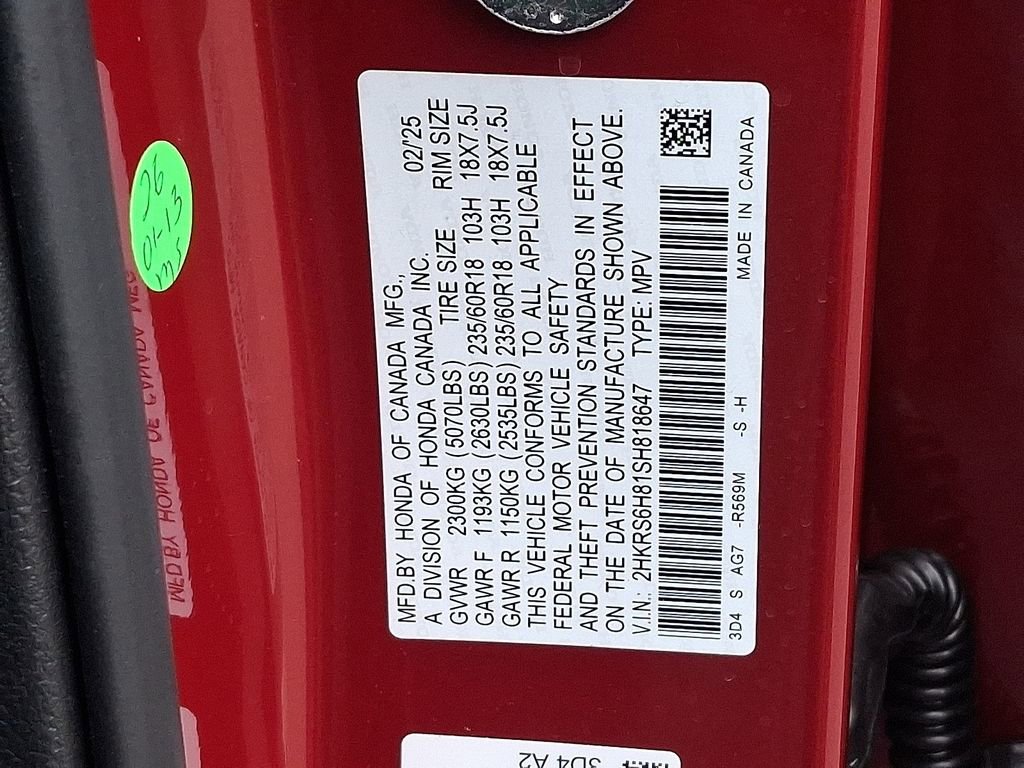 MFD.BY HONDA OF CANADA MFG.,
A DIVISION OF HONDA CANADA INC. 02/'25
GVWR 2300KG (5070LBS) TIRE SIZE RIM SIZE
GAWR F 1193KG (2630LBS) 235/60R18 103H 18X7.5J
GAWR R 1150KG (2535LBS) 235/60R18 103H 18X7.5J
THIS VEHICLE CONFORMS TO ALL APPLICABLE
FEDERAL MOTOR VEHICLE SAFETY
AND THEFT PREVENTION STANDARDS IN EFFECT
ON THE DATE OF MANUFACTURE SHOWN ABOVE.
V.I.N.: 2HKRS6H81SH818647 TYPE: MPV
3D4 S AG7 -R569M -S -H MADE IN CANADA
3D4 A2
26
01-13